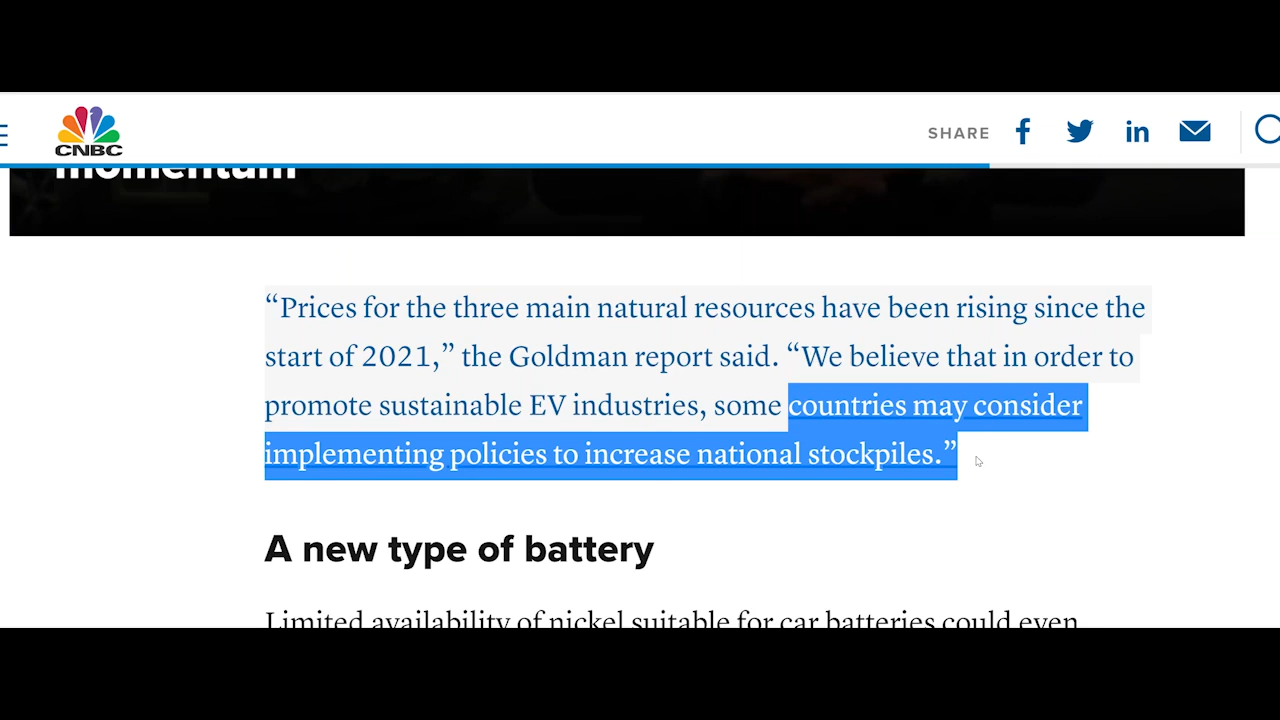 SHARE
CNBC
momentum
“Prices for the three main natural resources have been rising since the
start of 2021,” the Goldman report said. “We believe that in order to
promote sustainable EV industries, some countries may consider
implementing policies to increase national stockpiles.”
A new type of battery
Limited availability of nickel suitable for car batteries could even